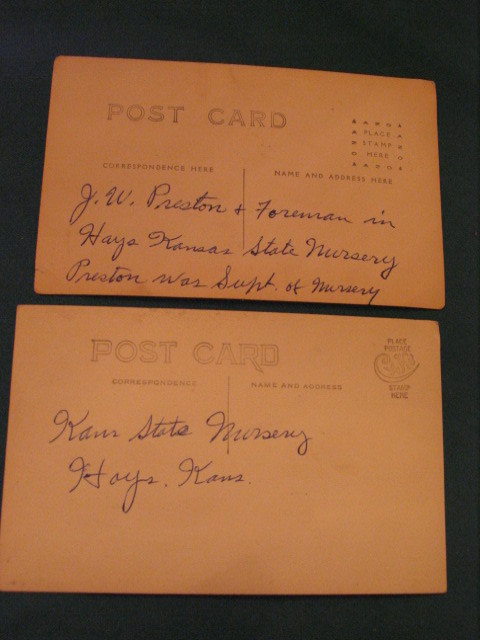 POST CARD
PLACE
STAMP
HERE
CORRESPONDENCE HERE
NAME AND ADDRESS HERE
J. W. Preston & Foreman in
Hays Kansas State Nursery
Preston was Supt. of Nursery
POST CARD
PLACE
POSTAGE
STAMP
HERE
CORRESPONDENCE
NAME AND ADDRESS
Kans State Nursery
Hays, Kans.